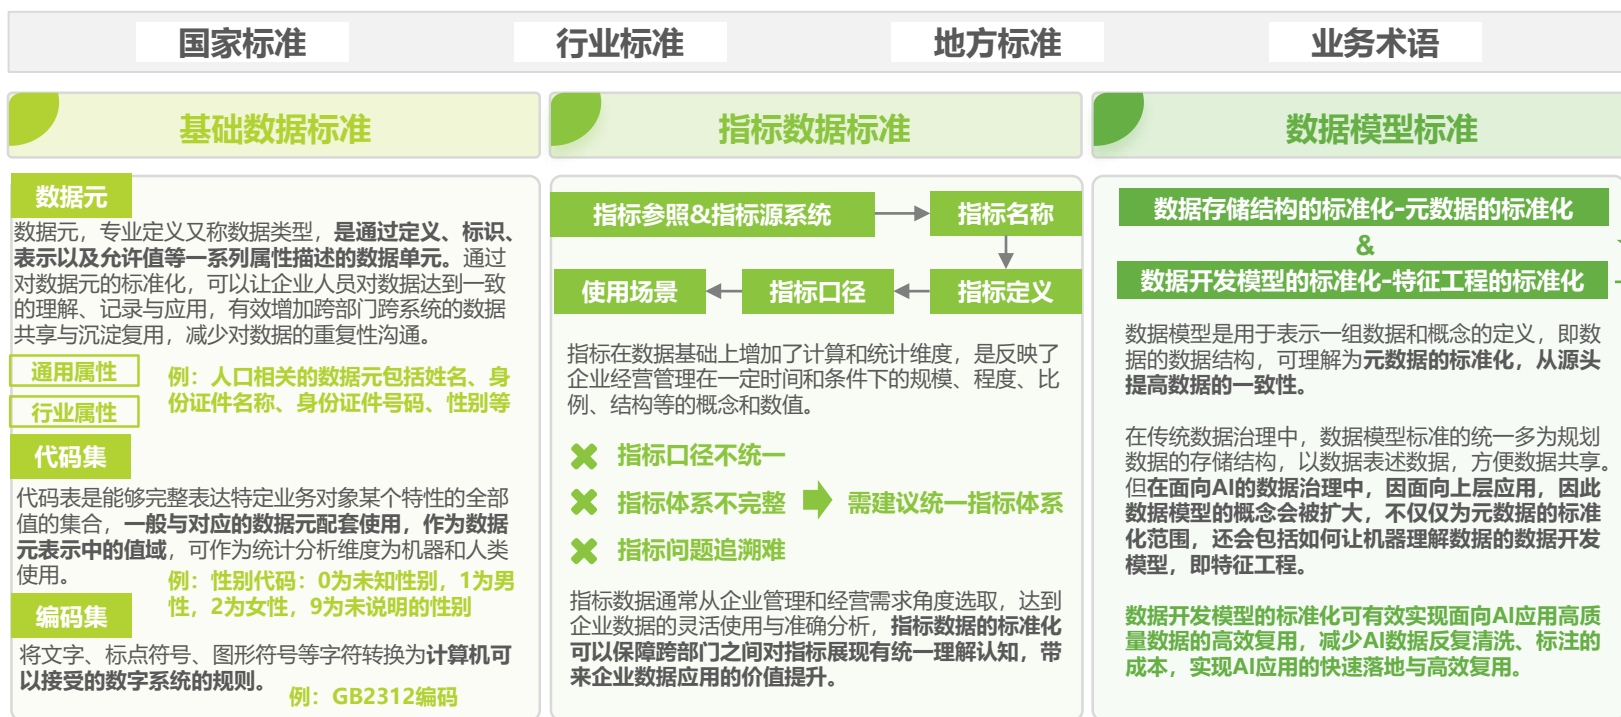 国家标准
行业标准
地方标准
业务术语
基础数据标准
数据元
数据元，专业定义又称数据类型，是通过定义、标识、
表示以及允许值等一系列属性描述的数据单元。通过
对数据元的标准化，可以让企业人员对数据达到一致
的理解、记录与应用，有效增加跨部门跨系统的数据
共享与沉淀复用，减少对数据的重复性沟通。
通用属性
行业属性
例：人口相关的数据元包括姓名、身
份证件名称、身份证件号码、性别等
代码集
代码表是能够完整表达特定业务对象某个特性的全部
值的集合，一般与对应的数据元配套使用，作为数据
元表示中的值域，可作为统计分析维度为机器和人类
使用。
例：性别代码：0为未知性别，1为男
性，2为女性，9为未说明的性别
编码集
将文字、标点符号、图形符号等字符转换为计算机可
以接受的数字系统的规则。
例：GB2312编码
指标数据标准
指标参照&指标源系统
指标名称
使用场景
指标口径
指标定义
指标在数据基础上增加了计算和统计维度，是反映了
企业经营管理在一定时间和条件下的规模、程度、比
例、结构等的概念和数值。
指标口径不统一
指标体系不完整
需建议统一指标体系
指标问题追溯难
指标数据通常从企业管理和经营需求角度选取，达到
企业数据的灵活使用与准确分析，指标数据的标准化
可以保障跨部门之间对指标展现有统一理解认知，带
来企业数据应用的价值提升。
数据模型标准
数据存储结构的标准化-元数据的标准化
&
数据开发模型的标准化-特征工程的标准化
数据模型是用于表示一组数据和概念的定义，即数
据的数据结构，可理解为元数据的标准化，从源头
提高数据的一致性。
在传统数据治理中，数据模型标准的统一多为规划
数据的存储结构，以数据表述数据，方便数据共享。
但在面向AI的数据治理中，因面向上层应用，因此
数据模型的概念会被扩大，不仅仅为元数据的标准
化范围，还会包括如何让机器理解数据的数据开发
模型，即特征工程。
数据开发模型的标准化可有效实现面向AI应用高质
量数据的高效复用，减少AI数据反复清洗、标注的
成本，实现AI应用的快速落地与高效复用。